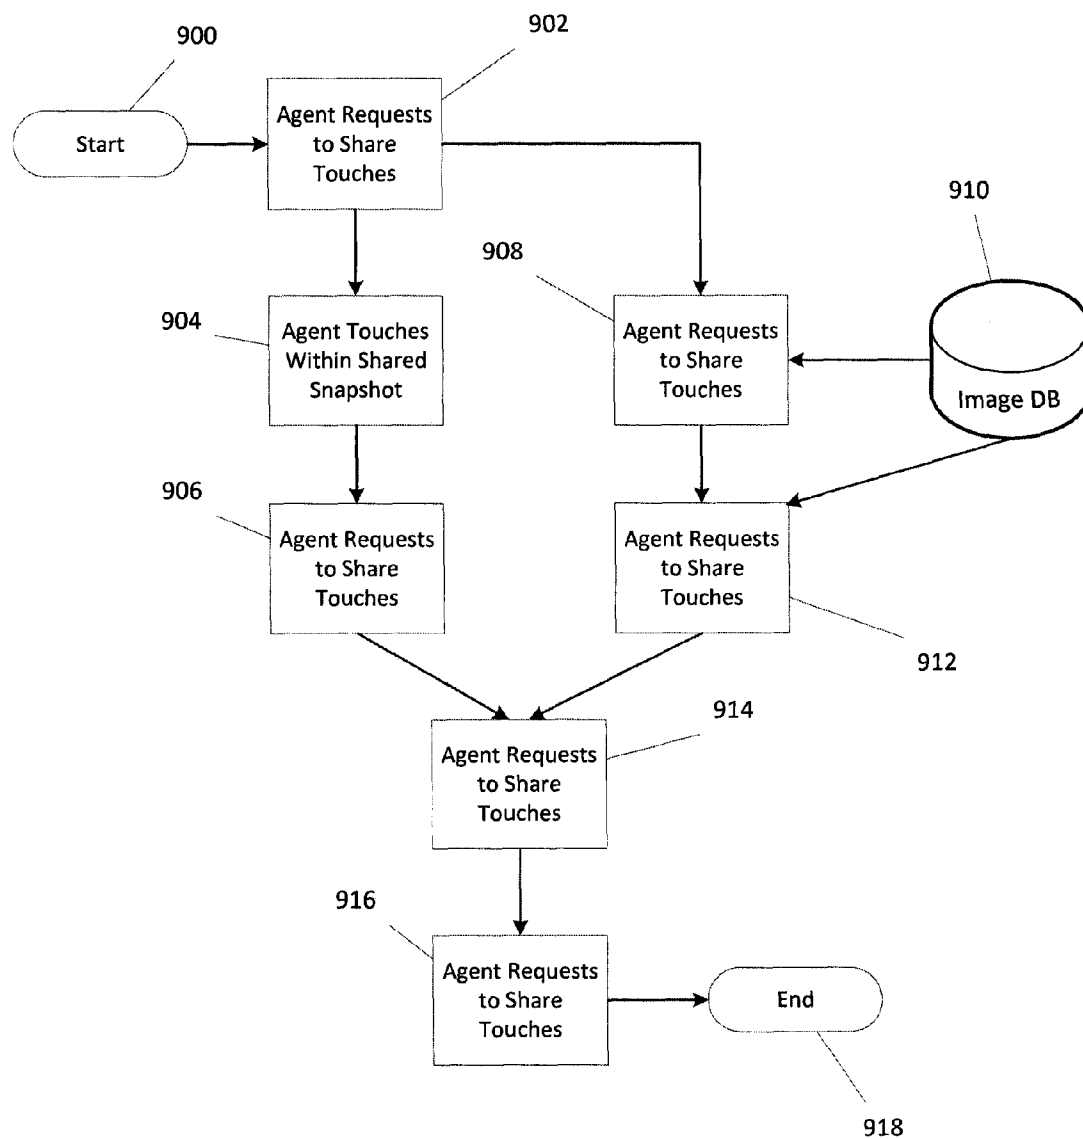 900
902
Start
Agent Requests
to Share
Touches
910
908
904
Agent Touches
Within Shared
Snapshot
Agent Requests
to Share
Touches
Image DB
906
Agent Requests
to Share
Touches
Agent Requests
to Share
Touches
912
914
Agent Requests
to Share
Touches
916
Agent Requests
to Share
Touches
End
918